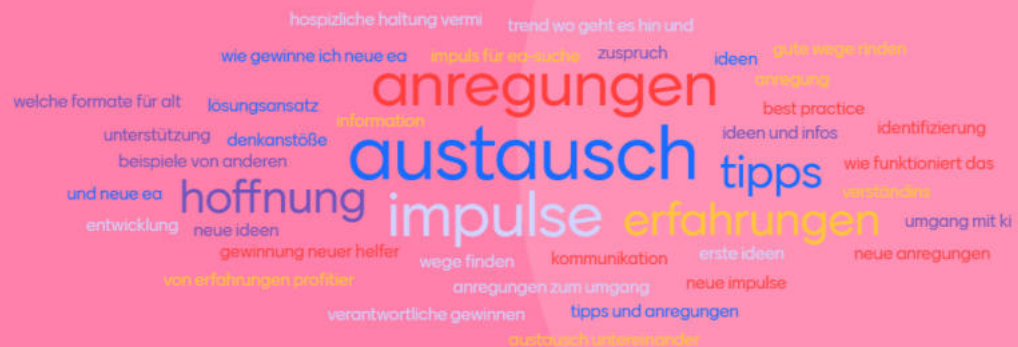 hospizliche haltung vermi
trend wo geht es hin und
wie gewinne ich neue ea
impuls für ea-suche
zuspruch
ideen
gute wege rinden
anregungen
anregung
welche formate für alt
lösungsansatz
information
best practice
unterstützung
denkanstöße
austausch
ideen und infos
identifizierung
beispiele von anderen
tipps
wie funktioniert das
und neue ea
hoffnung
impulse
erfahrungen
verständins
entwicklung
neue ideen
umgang mit ki
gewinnung neuer helfer
wege finden
kommunikation
erste ideen
neue anregungen
von erfahrungen profitier
anregungen zum umgang
neue impulse
verantwortliche gewinnen
tipps und anregungen
austausch untereinander